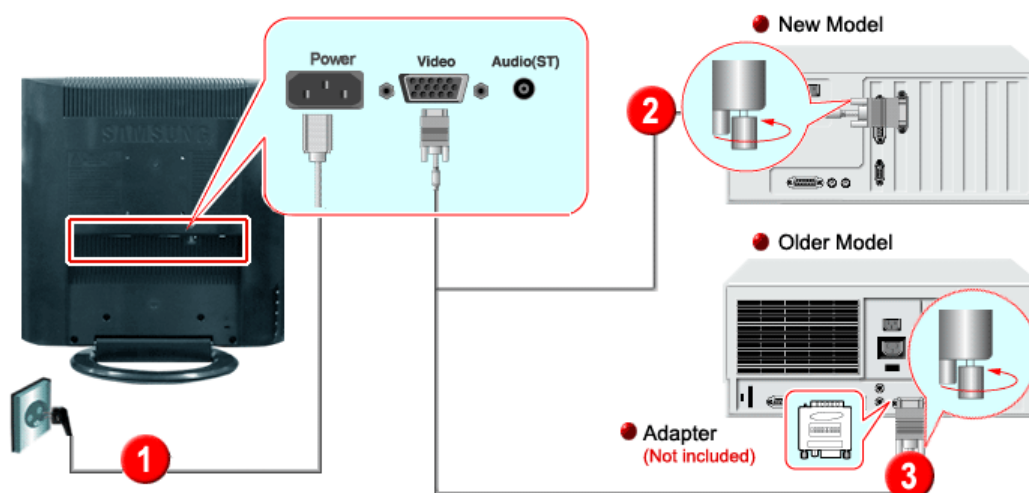 SAMSUNG
Power
Video
Audio(ST)
1
2
New Model
Older Model
Adapter
(Not included)
3